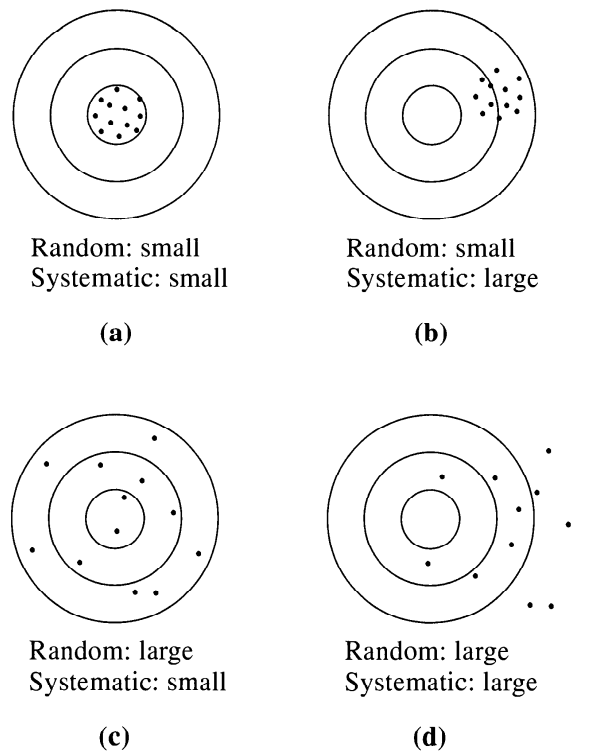 Random: small
Systematic: small
(a)
Random: small
Systematic: large
(b)
Random: large
Systematic: small
(c)
Random: large
Systematic: large
(d)